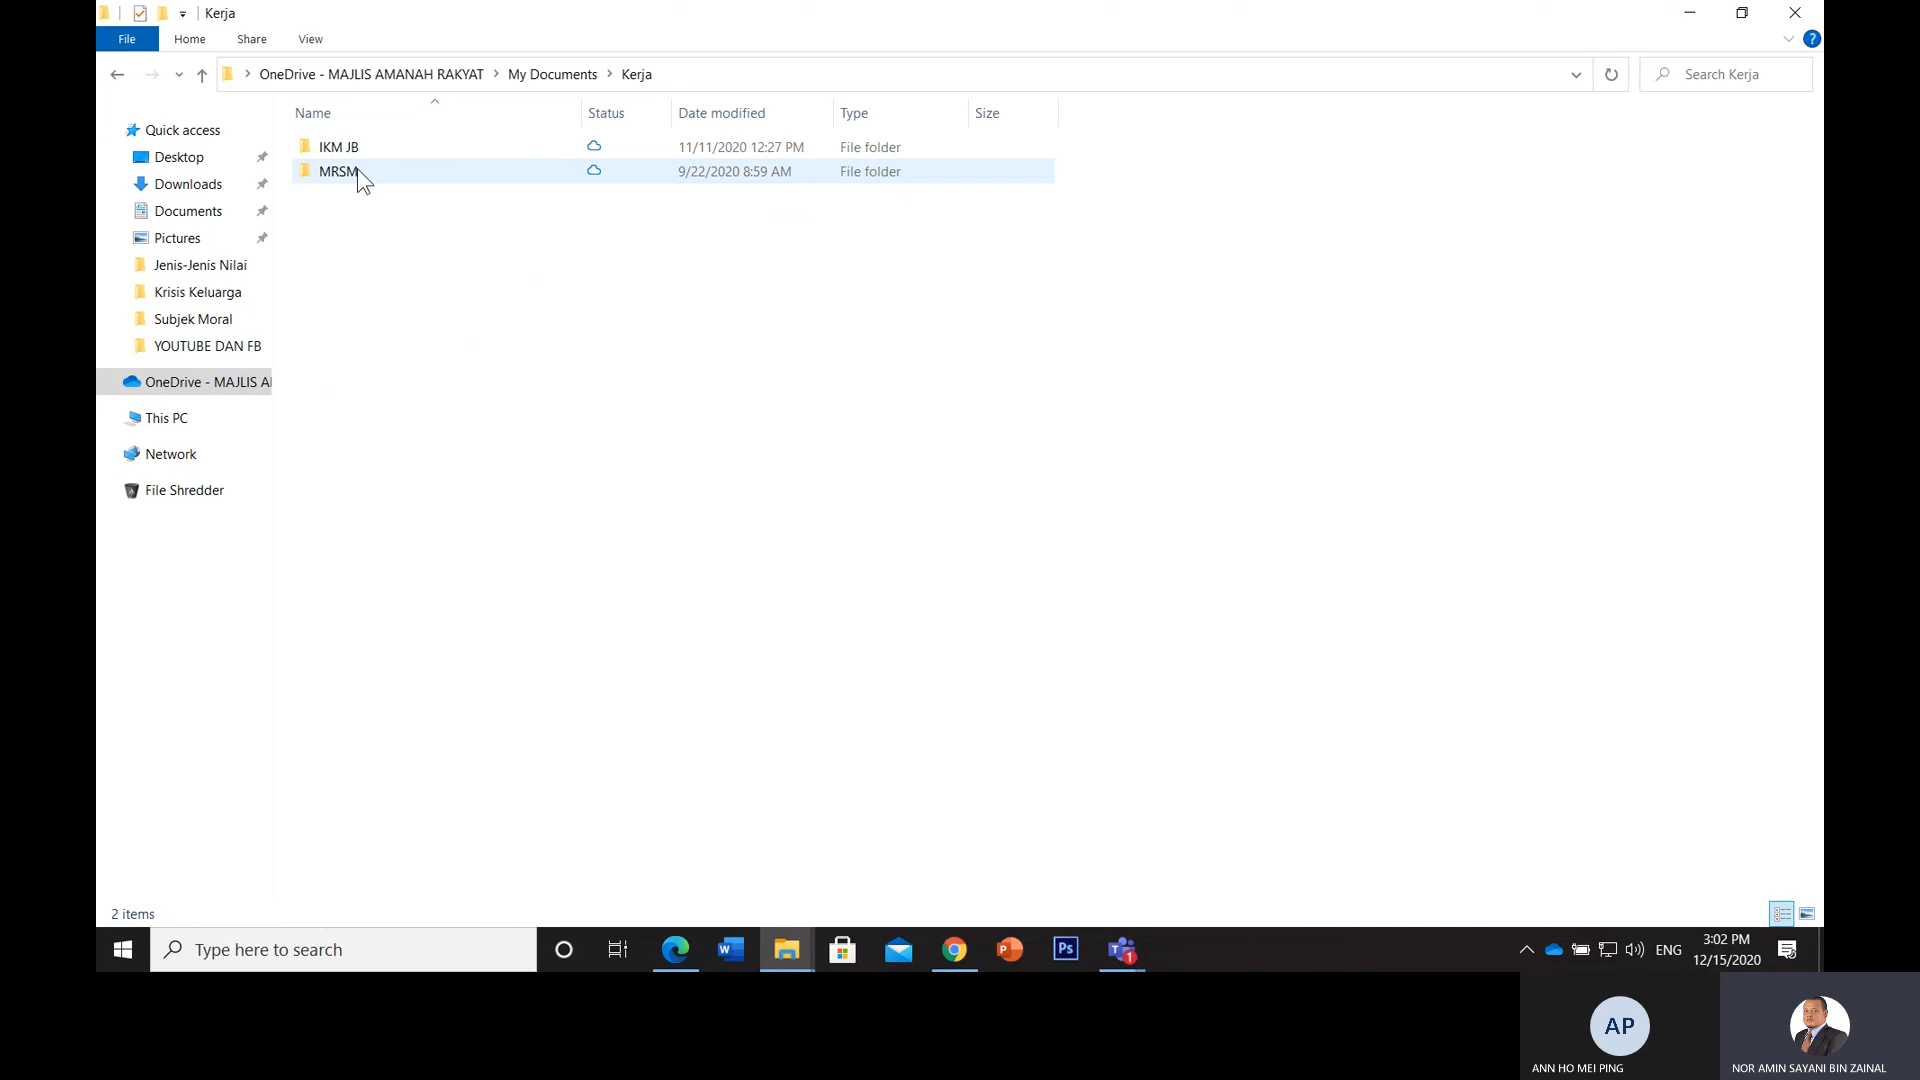 Kerja
File Home Share View
OneDrive - MAJLIS AMANAH RAKYAT > My Documents > Kerja
Search Kerja
Name Status Date modified Type Size
IKM JB 11/11/2020 12:27 PM File folder
MRSM 9/22/2020 8:59 AM File folder
Quick access
Desktop
Downloads
Documents
Pictures
Jenis-Jenis Nilai
Krisis Keluarga
Subjek Moral
YOUTUBE DAN FB
OneDrive - MAJLIS A
This PC
Network
File Shredder
2 items
Type here to search
W
P
Ps
T 1
ENG
3:02 PM
12/15/2020
AP
ANN HO MEI PING
NOR AMIN SAYANI BIN ZAINAL